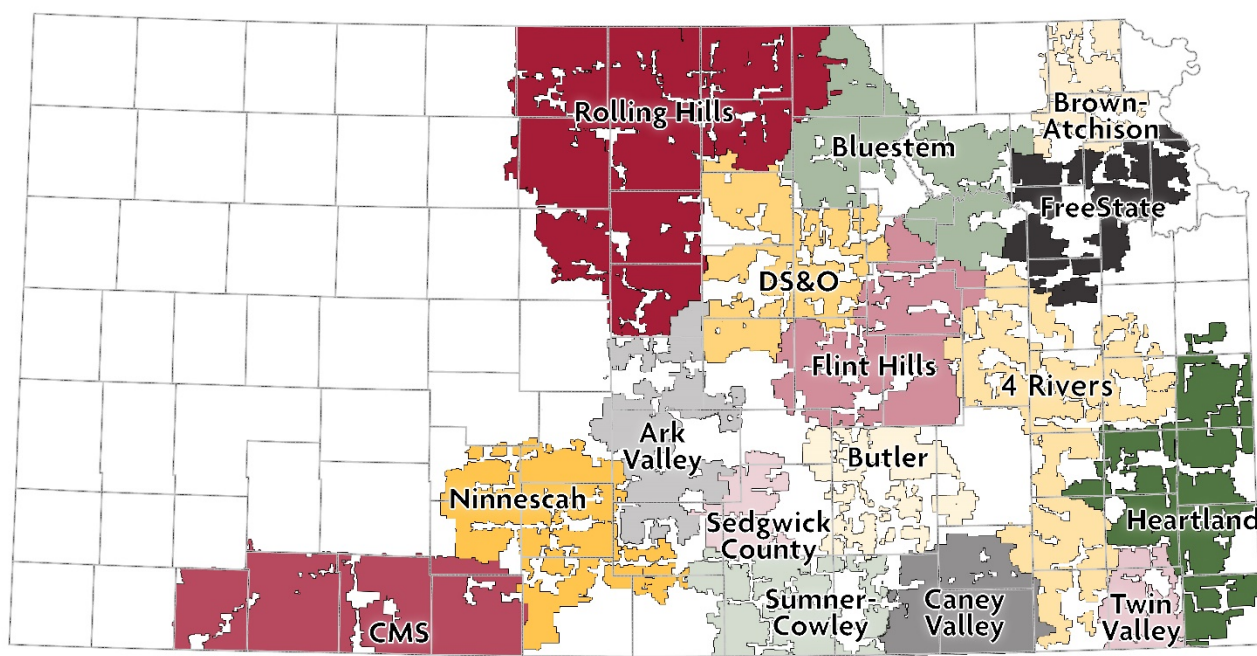 Rolling Hills
Brown-
Atchison
Bluestem
FreeState
DS&O
Flint Hills
4 Rivers
Ark
Valley
Butler
Ninnescah
Sedgwick
County
Heartland
Sumner-
Cowley
Caney
Valley
Twin
Valley
CMS